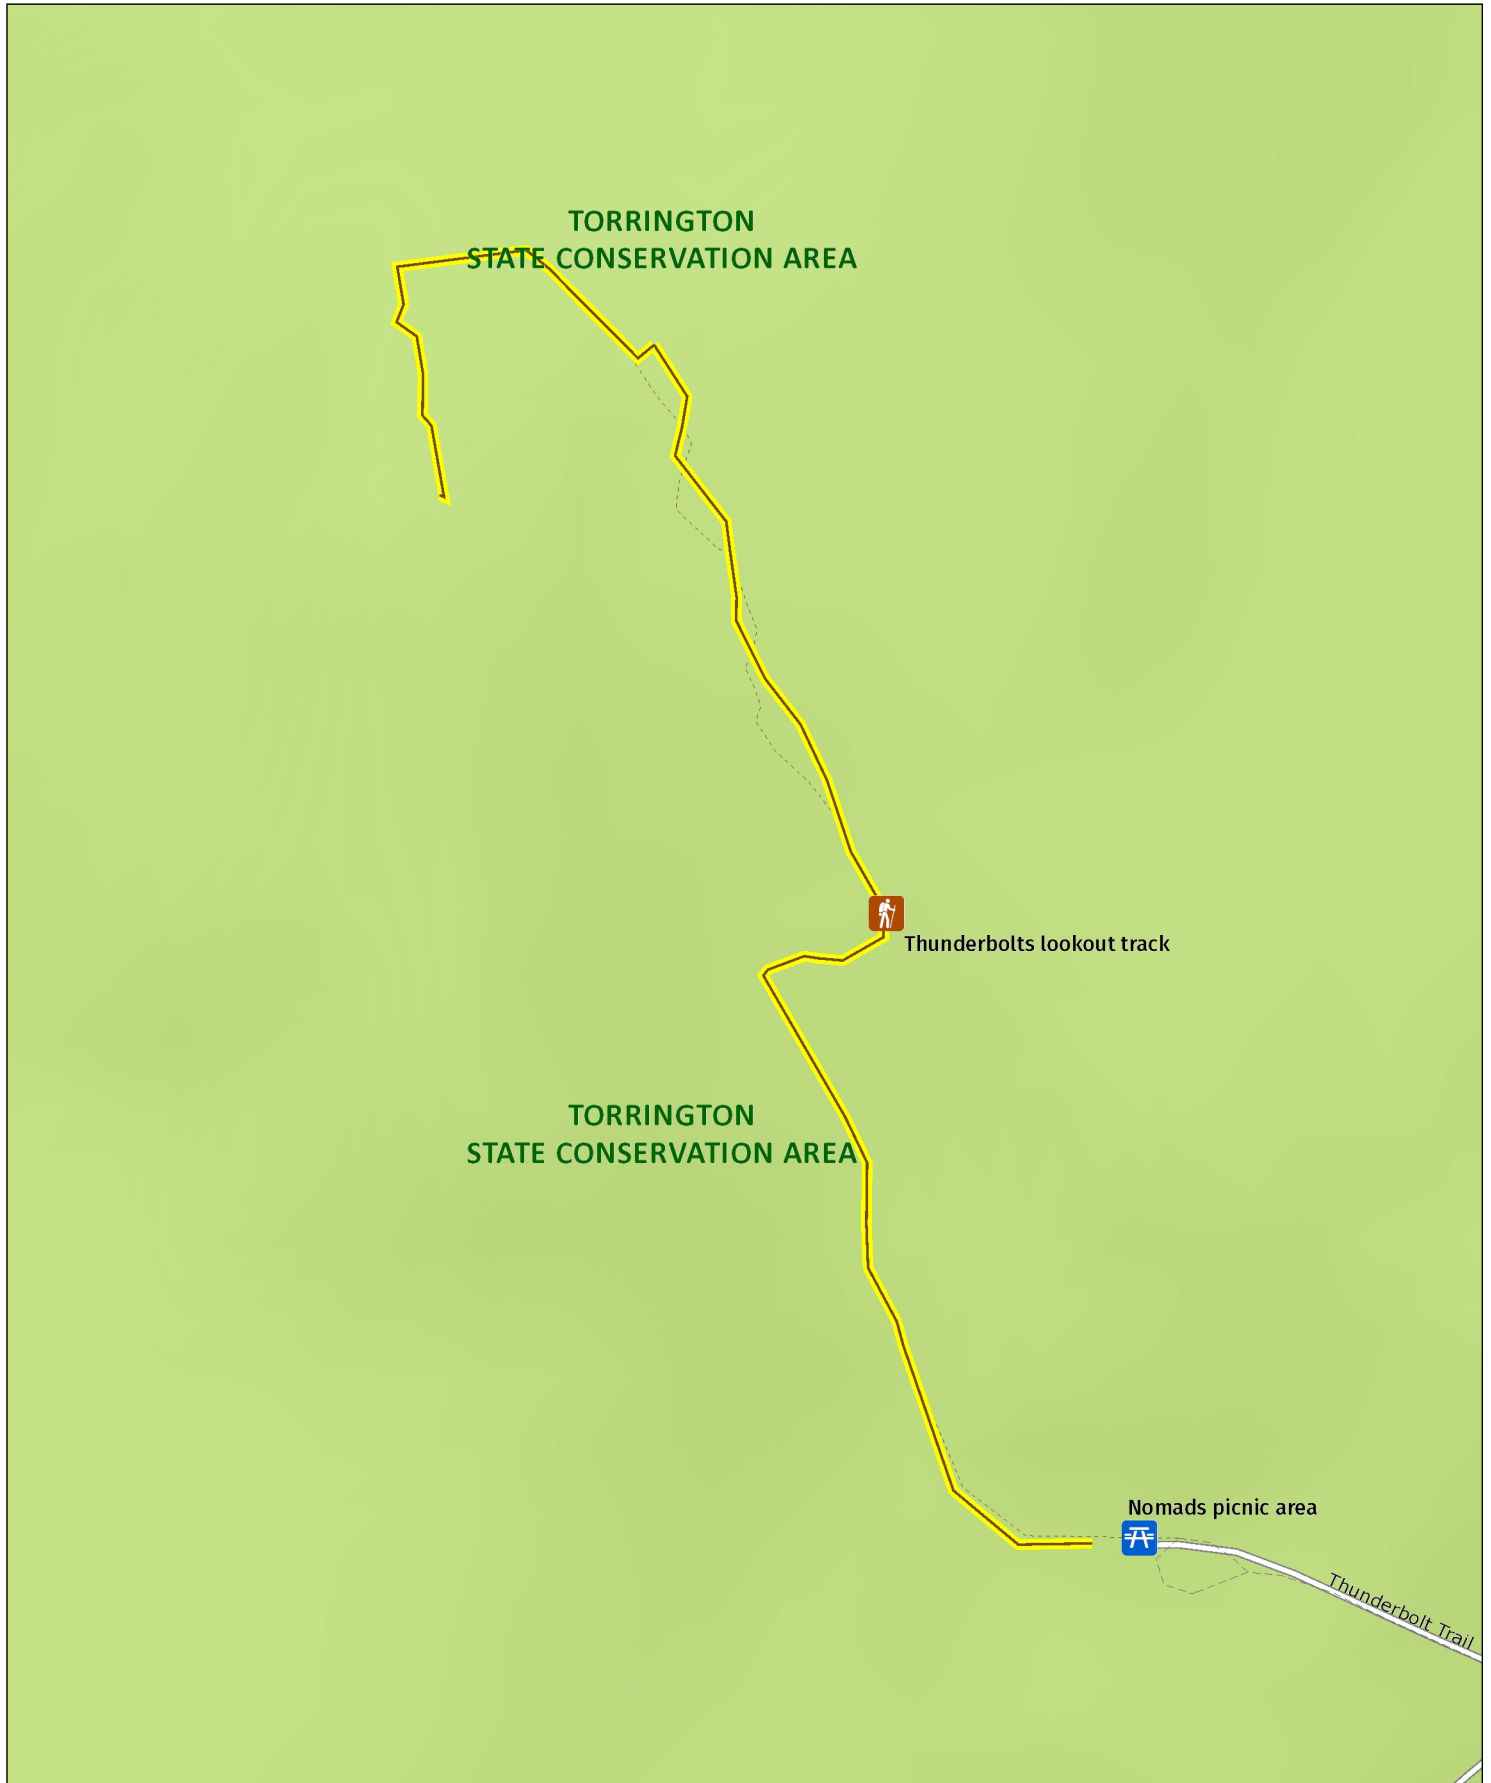 TORRINGTON
STATE CONSERVATION AREA
Thunderbolts lookout track
TORRINGTON
STATE CONSERVATION AREA
Nomads picnic area
Thunderbolt Trail